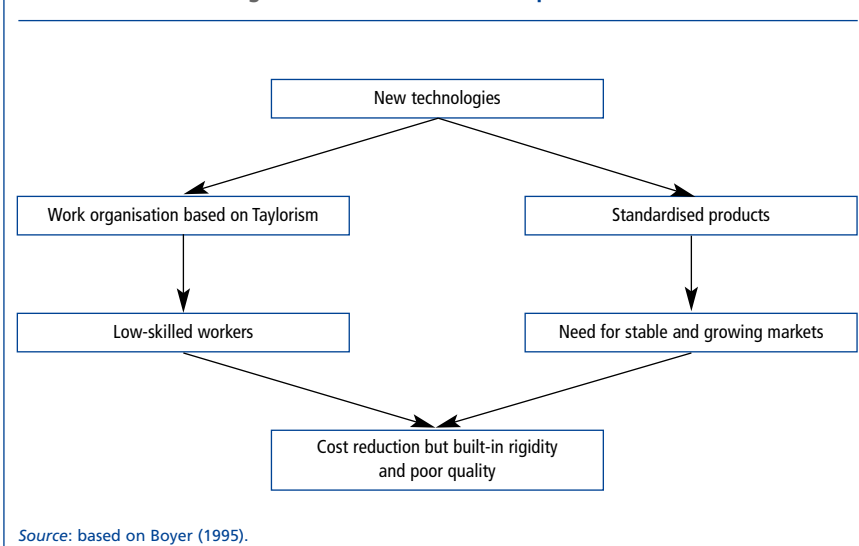 New technologies
Work organisation based on Taylorism
Standardised products
Low-skilled workers
Need for stable and growing markets
Cost reduction but built-in rigidity
and poor quality
Source: based on Boyer (1995).